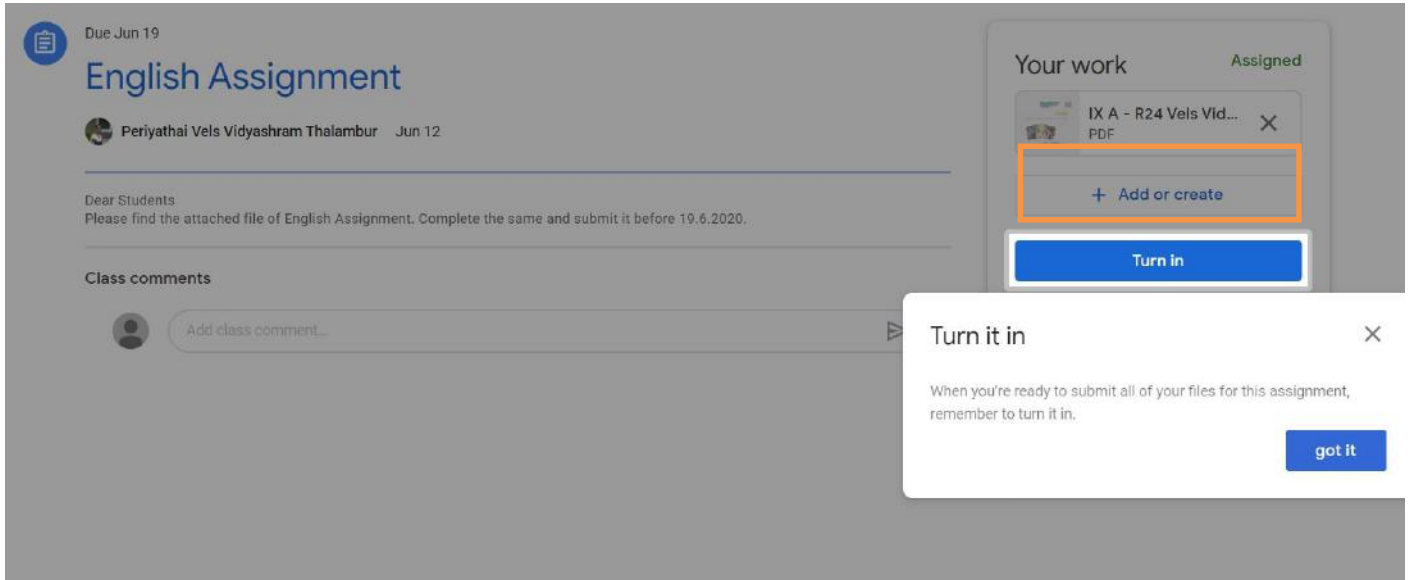 Due Jun 19
English Assignment
Periyathai Vels Vidyashram Thalambur Jun 12
Dear Students
Please find the attached file of English Assignment. Complete the same and submit it before 19.6.2020.
Class comments
Add class comment...
Your work Assigned
IX A - R24 Vels Vid...
PDF
+ Add or create
Turn in
Turn it in
When you're ready to submit all of your files for this assignment,
remember to turn it in.
got it